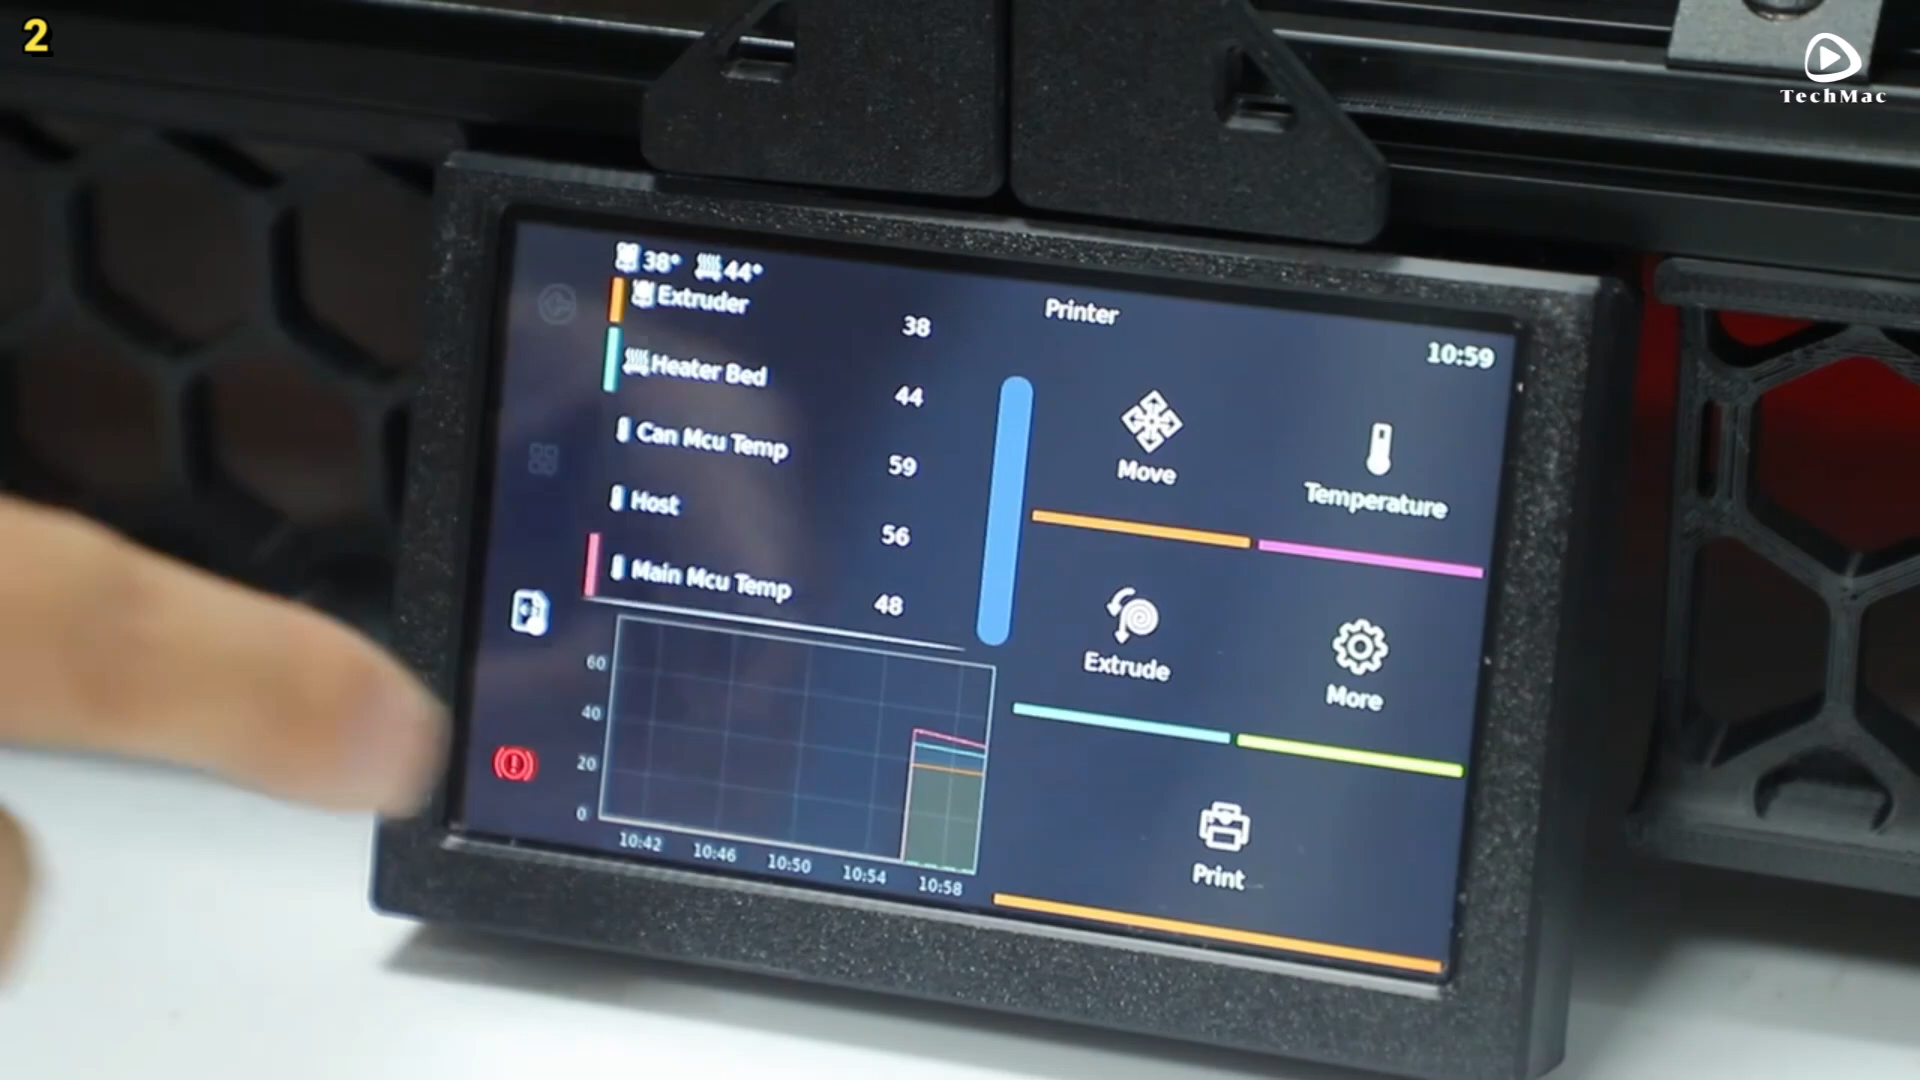 2
TechMac
38° 44°
Printer
10:59
Extruder 38
Heater Bed 44
Can Mcu Temp 59
Host 56
Main Mcu Temp 48
60
40
20
0
10:42 10:46 10:50 10:54 10:58
Move
Temperature
Extrude
More
Print